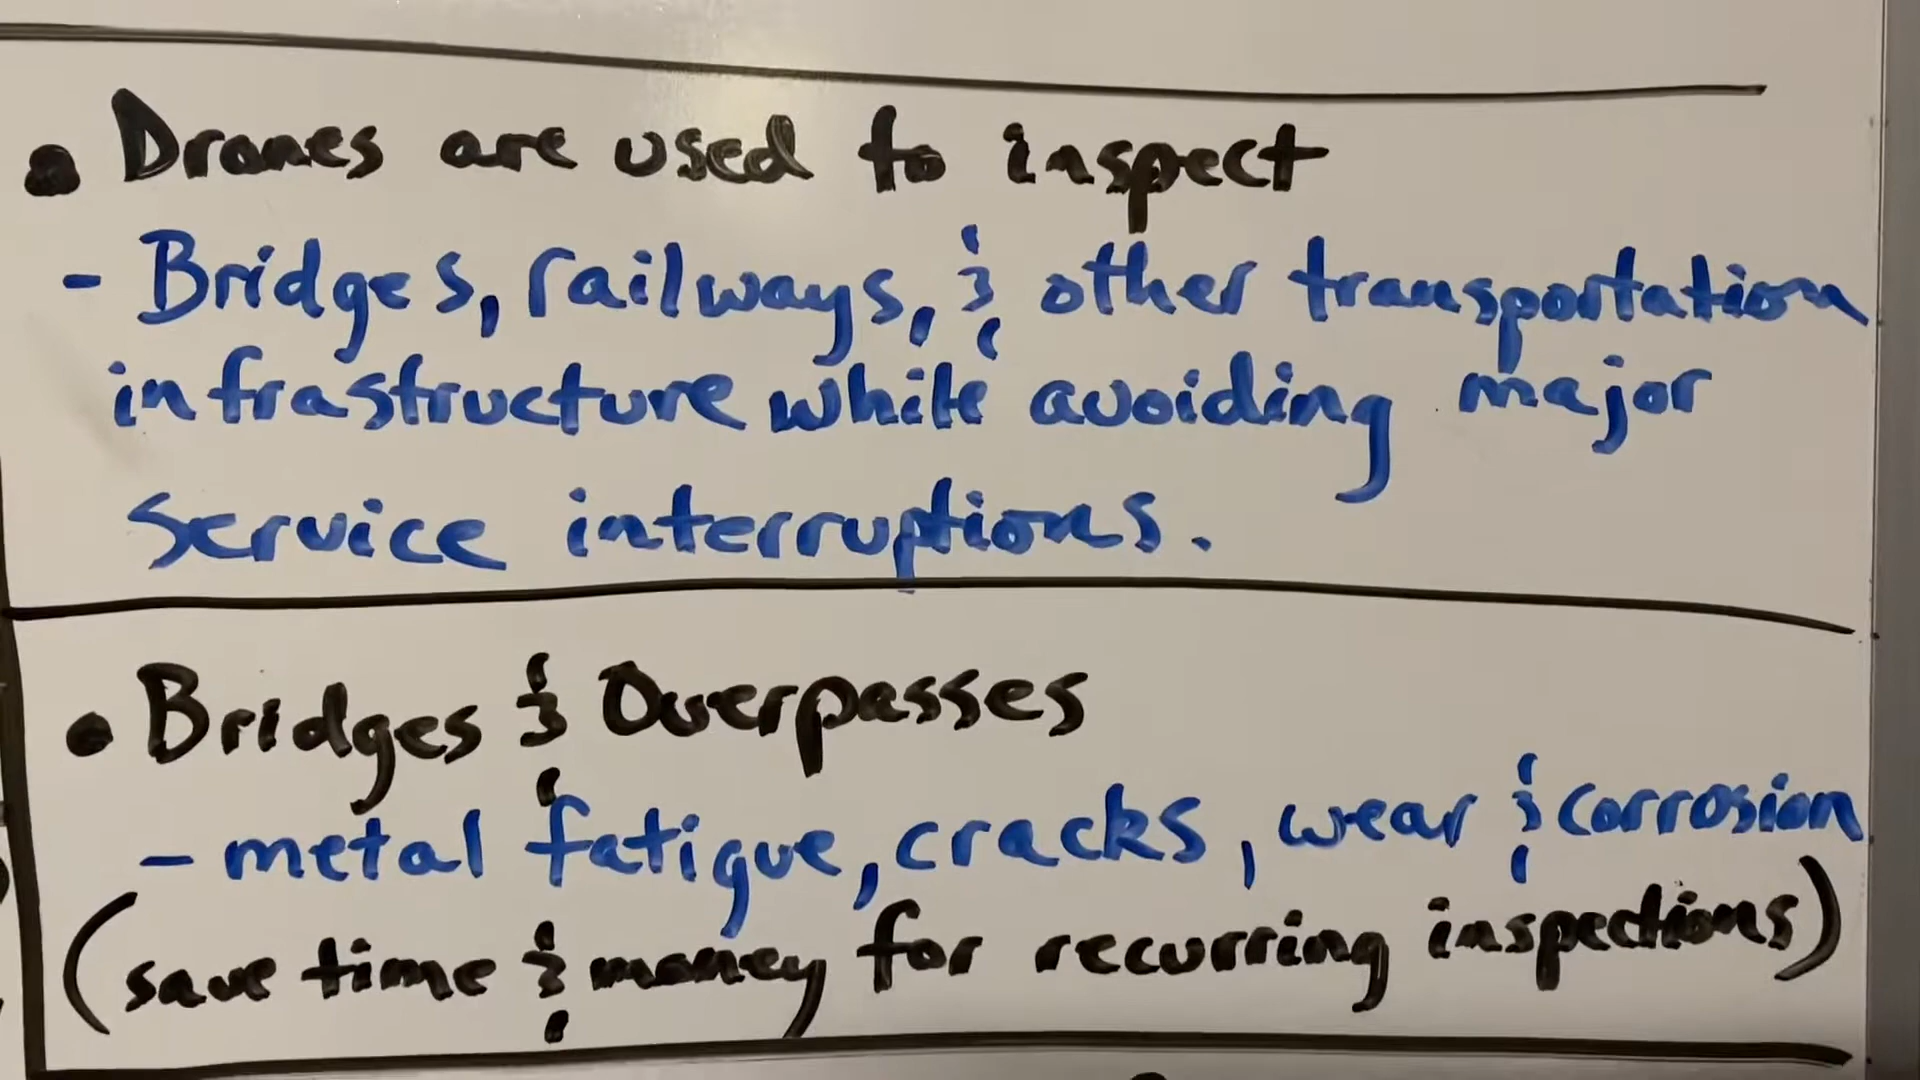 • Drones are used to inspect
- Bridges, railways, & other transportation
infrastructure while avoiding major
service interruptions.
• Bridges & Overpasses
- metal fatigue, cracks, wear & corrosion
(save time & money for recurring inspections)